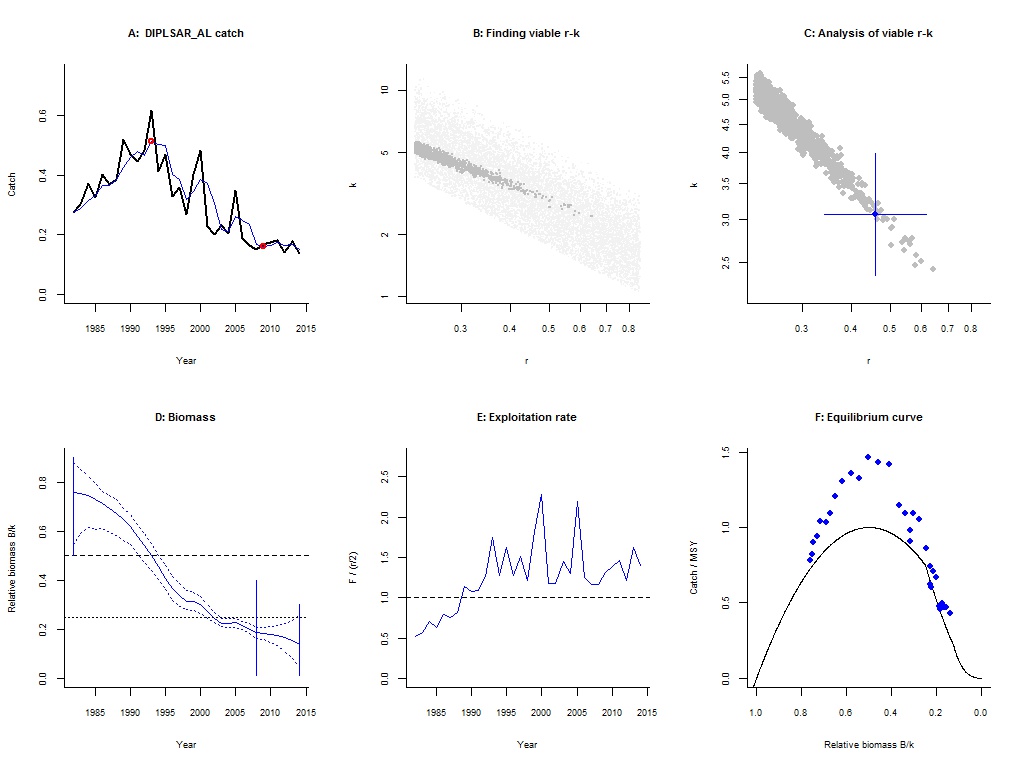 A: DIPLSAR_AL catch
B: Finding viable r-k
C: Analysis of viable r-k
Catch
0.0 0.2 0.4 0.6
1985 1990 1995 2000 2005 2010 2015
Year
k
1 2 5 10
0.3 0.4 0.5 0.6 0.7 0.8
r
k
2.5 3.0 3.5 4.0 4.5 5.0 5.5
0.3 0.4 0.5 0.6 0.7 0.8
r
D: Biomass
E: Exploitation rate
F: Equilibrium curve
Relative biomass B/k
0.0 0.2 0.4 0.6 0.8
1985 1990 1995 2000 2005 2010 2015
Year
F / (r/2)
0.0 0.5 1.0 1.5 2.0 2.5
1985 1990 1995 2000 2005 2010 2015
Year
Catch / MSY
0.0 0.5 1.0 1.5
1.0 0.8 0.6 0.4 0.2 0.0
Relative biomass B/k